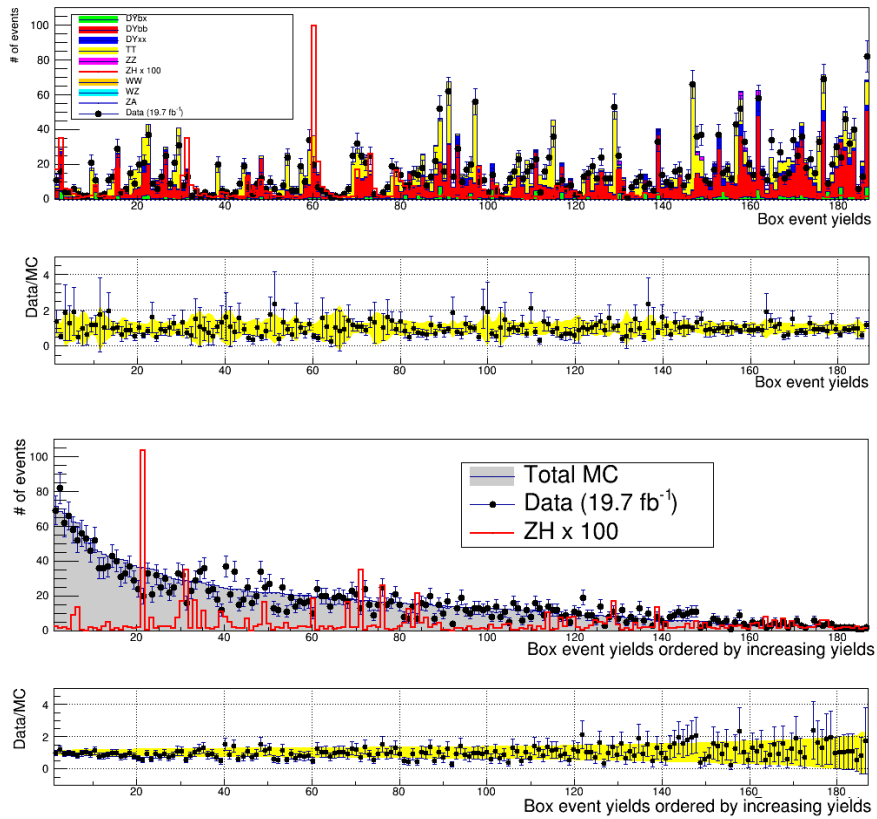 # of events
100
80
60
40
20
0
DYbx
DYbb
DYxx
TT
ZZ
ZH x 100
WW
WZ
ZA
Data (19.7 fb⁻¹)
20 40 60 80 100 120 140 160 180
Box event yields
Data/MC
4
2
0
20 40 60 80 100 120 140 160 180
Box event yields
# of events
100
80
60
40
20
0
Total MC
Data (19.7 fb⁻¹)
ZH x 100
20 40 60 80 100 120 140 160 180
Box event yields ordered by increasing yields
Data/MC
4
2
0
20 40 60 80 100 120 140 160 180
Box event yields ordered by increasing yields